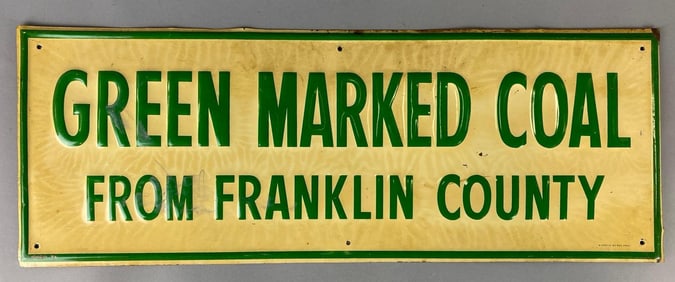 GREEN MARKED COAL
FROM FRANKLIN COUNTY